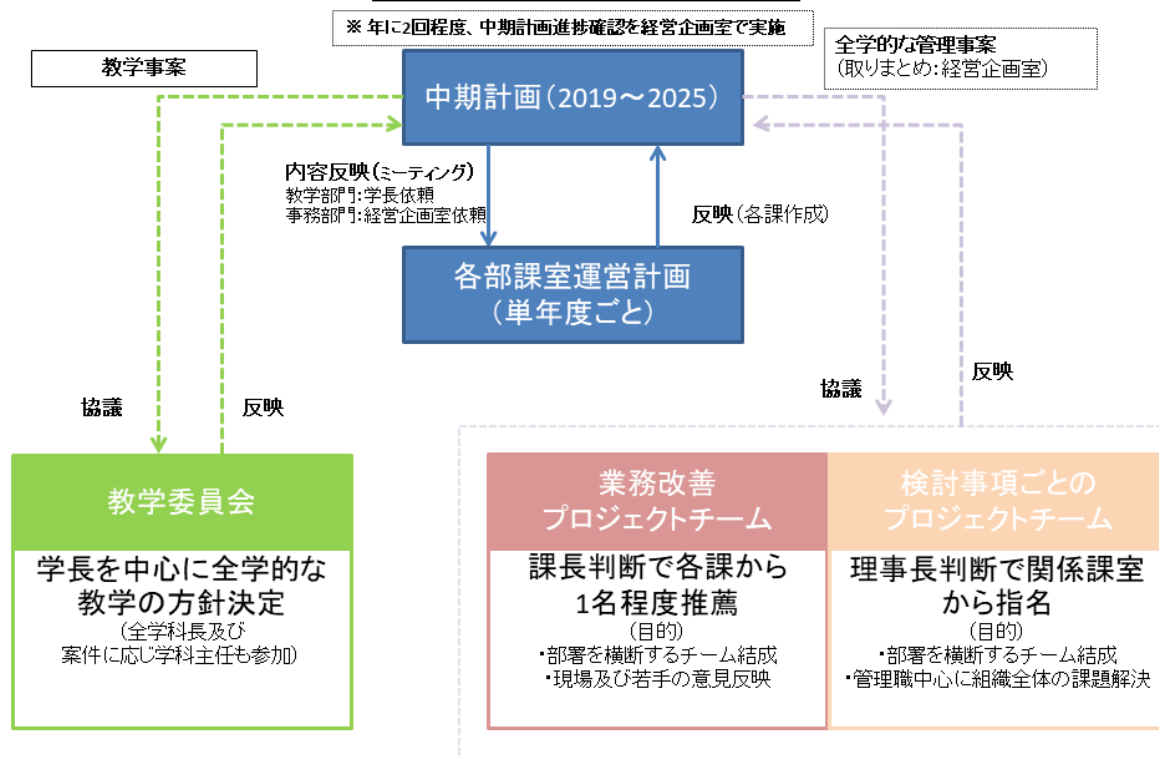 ※ 年に2回程度、中期計画進捗確認を経営企画室で実施
教学事案
全学的な管理事案
(取りまとめ:経営企画室)
中期計画(2019～2025)
内容反映(ミーティング)
教学部門:学長依頼
事務部門:経営企画室依頼
反映(各課作成)
各部課室運営計画
(単年度ごと)
協議
反映
協議
反映
教学委員会
学長を中心に全学的な
教学の方針決定
(全学科長及び
案件に応じ学科主任も参加)
業務改善
プロジェクトチーム
課長判断で各課から
1名程度推薦
(目的)
・部署を横断するチーム結成
・現場及び若手の意見反映
検討事項ごとの
プロジェクトチーム
理事長判断で関係課室
から指名
(目的)
・部署を横断するチーム結成
・管理職中心に組織全体の課題解決